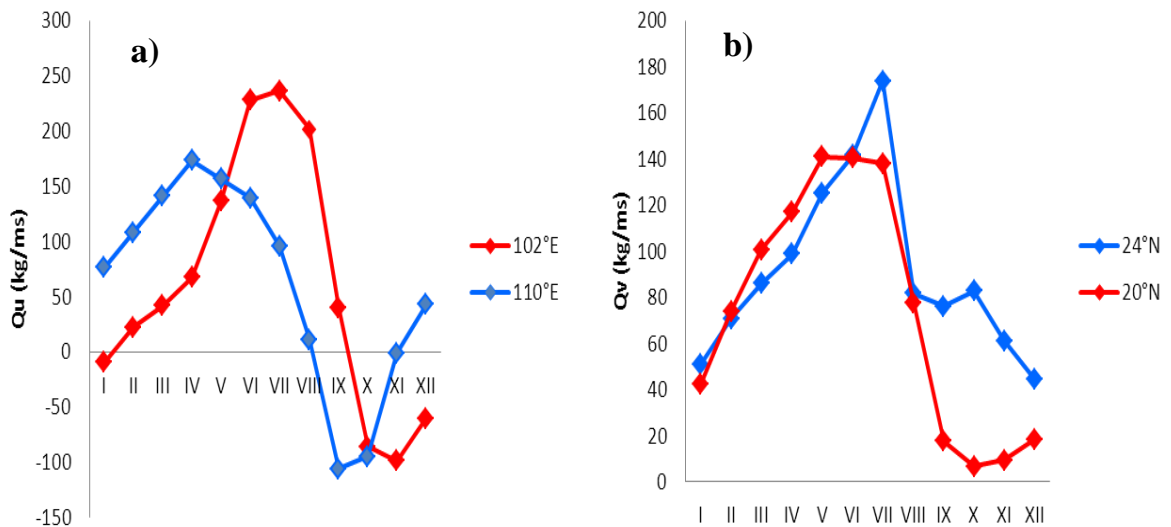 a)
300
250
200
150
100
50
0
-50
-100
-150
Qu (kg/ms)
I II III IV V VI VII VIII IX X XI XII
102°E
110°E
b)
200
180
160
140
120
100
80
60
40
20
0
Qv (kg/ms)
I II III IV V VI VII VIII IX X XI XII
24°N
20°N